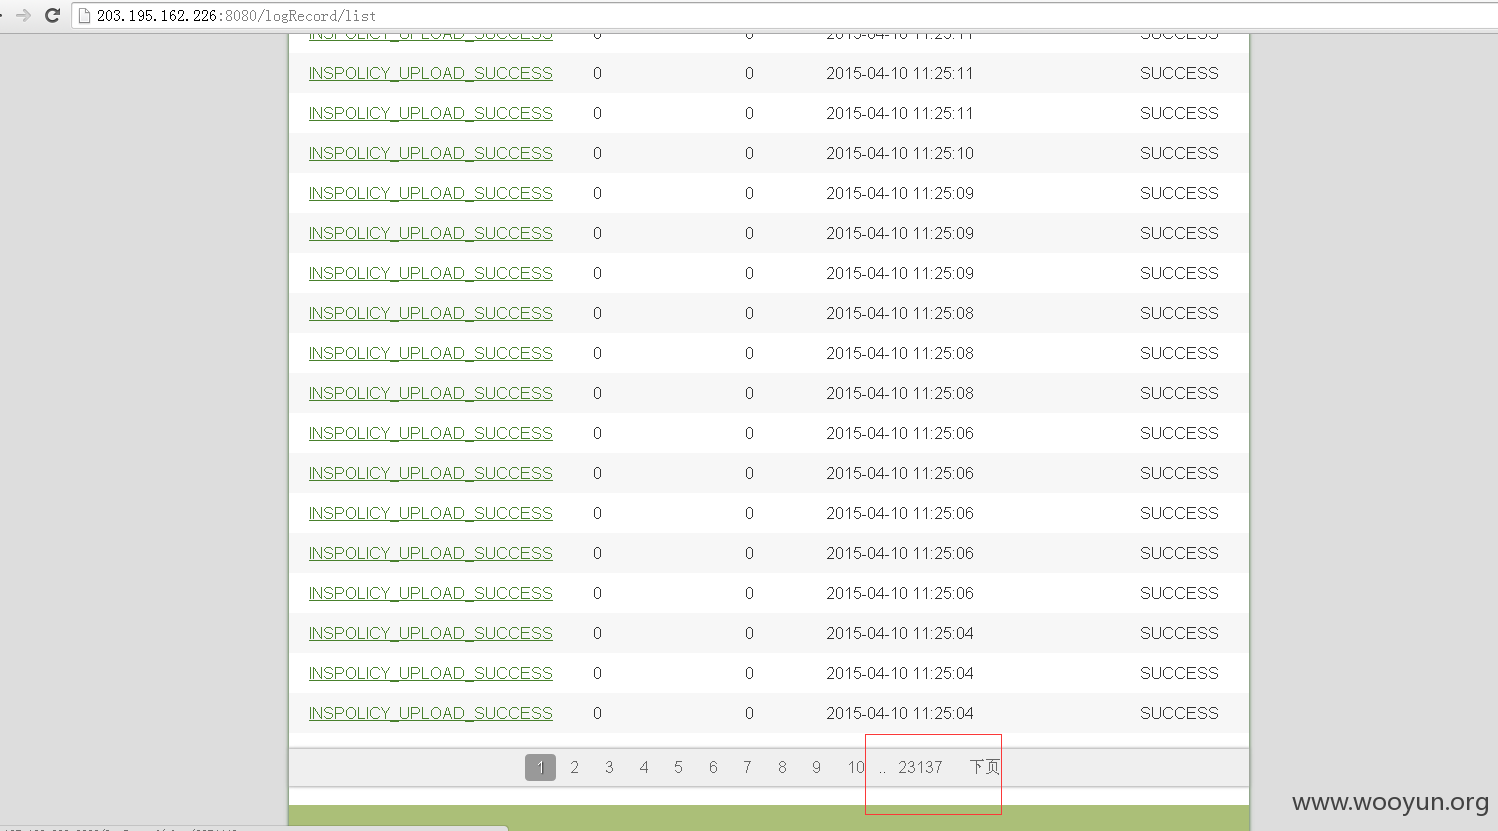 203.195.162.226:8080/logRecord/list
INSPOLICY_UPLOAD_SUCCESS 0 0 2015-04-10 11:25:11 SUCCESS
INSPOLICY_UPLOAD_SUCCESS 0 0 2015-04-10 11:25:11 SUCCESS
INSPOLICY_UPLOAD_SUCCESS 0 0 2015-04-10 11:25:11 SUCCESS
INSPOLICY_UPLOAD_SUCCESS 0 0 2015-04-10 11:25:10 SUCCESS
INSPOLICY_UPLOAD_SUCCESS 0 0 2015-04-10 11:25:09 SUCCESS
INSPOLICY_UPLOAD_SUCCESS 0 0 2015-04-10 11:25:09 SUCCESS
INSPOLICY_UPLOAD_SUCCESS 0 0 2015-04-10 11:25:09 SUCCESS
INSPOLICY_UPLOAD_SUCCESS 0 0 2015-04-10 11:25:08 SUCCESS
INSPOLICY_UPLOAD_SUCCESS 0 0 2015-04-10 11:25:08 SUCCESS
INSPOLICY_UPLOAD_SUCCESS 0 0 2015-04-10 11:25:08 SUCCESS
INSPOLICY_UPLOAD_SUCCESS 0 0 2015-04-10 11:25:06 SUCCESS
INSPOLICY_UPLOAD_SUCCESS 0 0 2015-04-10 11:25:06 SUCCESS
INSPOLICY_UPLOAD_SUCCESS 0 0 2015-04-10 11:25:06 SUCCESS
INSPOLICY_UPLOAD_SUCCESS 0 0 2015-04-10 11:25:06 SUCCESS
INSPOLICY_UPLOAD_SUCCESS 0 0 2015-04-10 11:25:06 SUCCESS
INSPOLICY_UPLOAD_SUCCESS 0 0 2015-04-10 11:25:04 SUCCESS
INSPOLICY_UPLOAD_SUCCESS 0 0 2015-04-10 11:25:04 SUCCESS
INSPOLICY_UPLOAD_SUCCESS 0 0 2015-04-10 11:25:04 SUCCESS
1 2 3 4 5 6 7 8 9 10 .. 23137 下页
www.wooyun.org